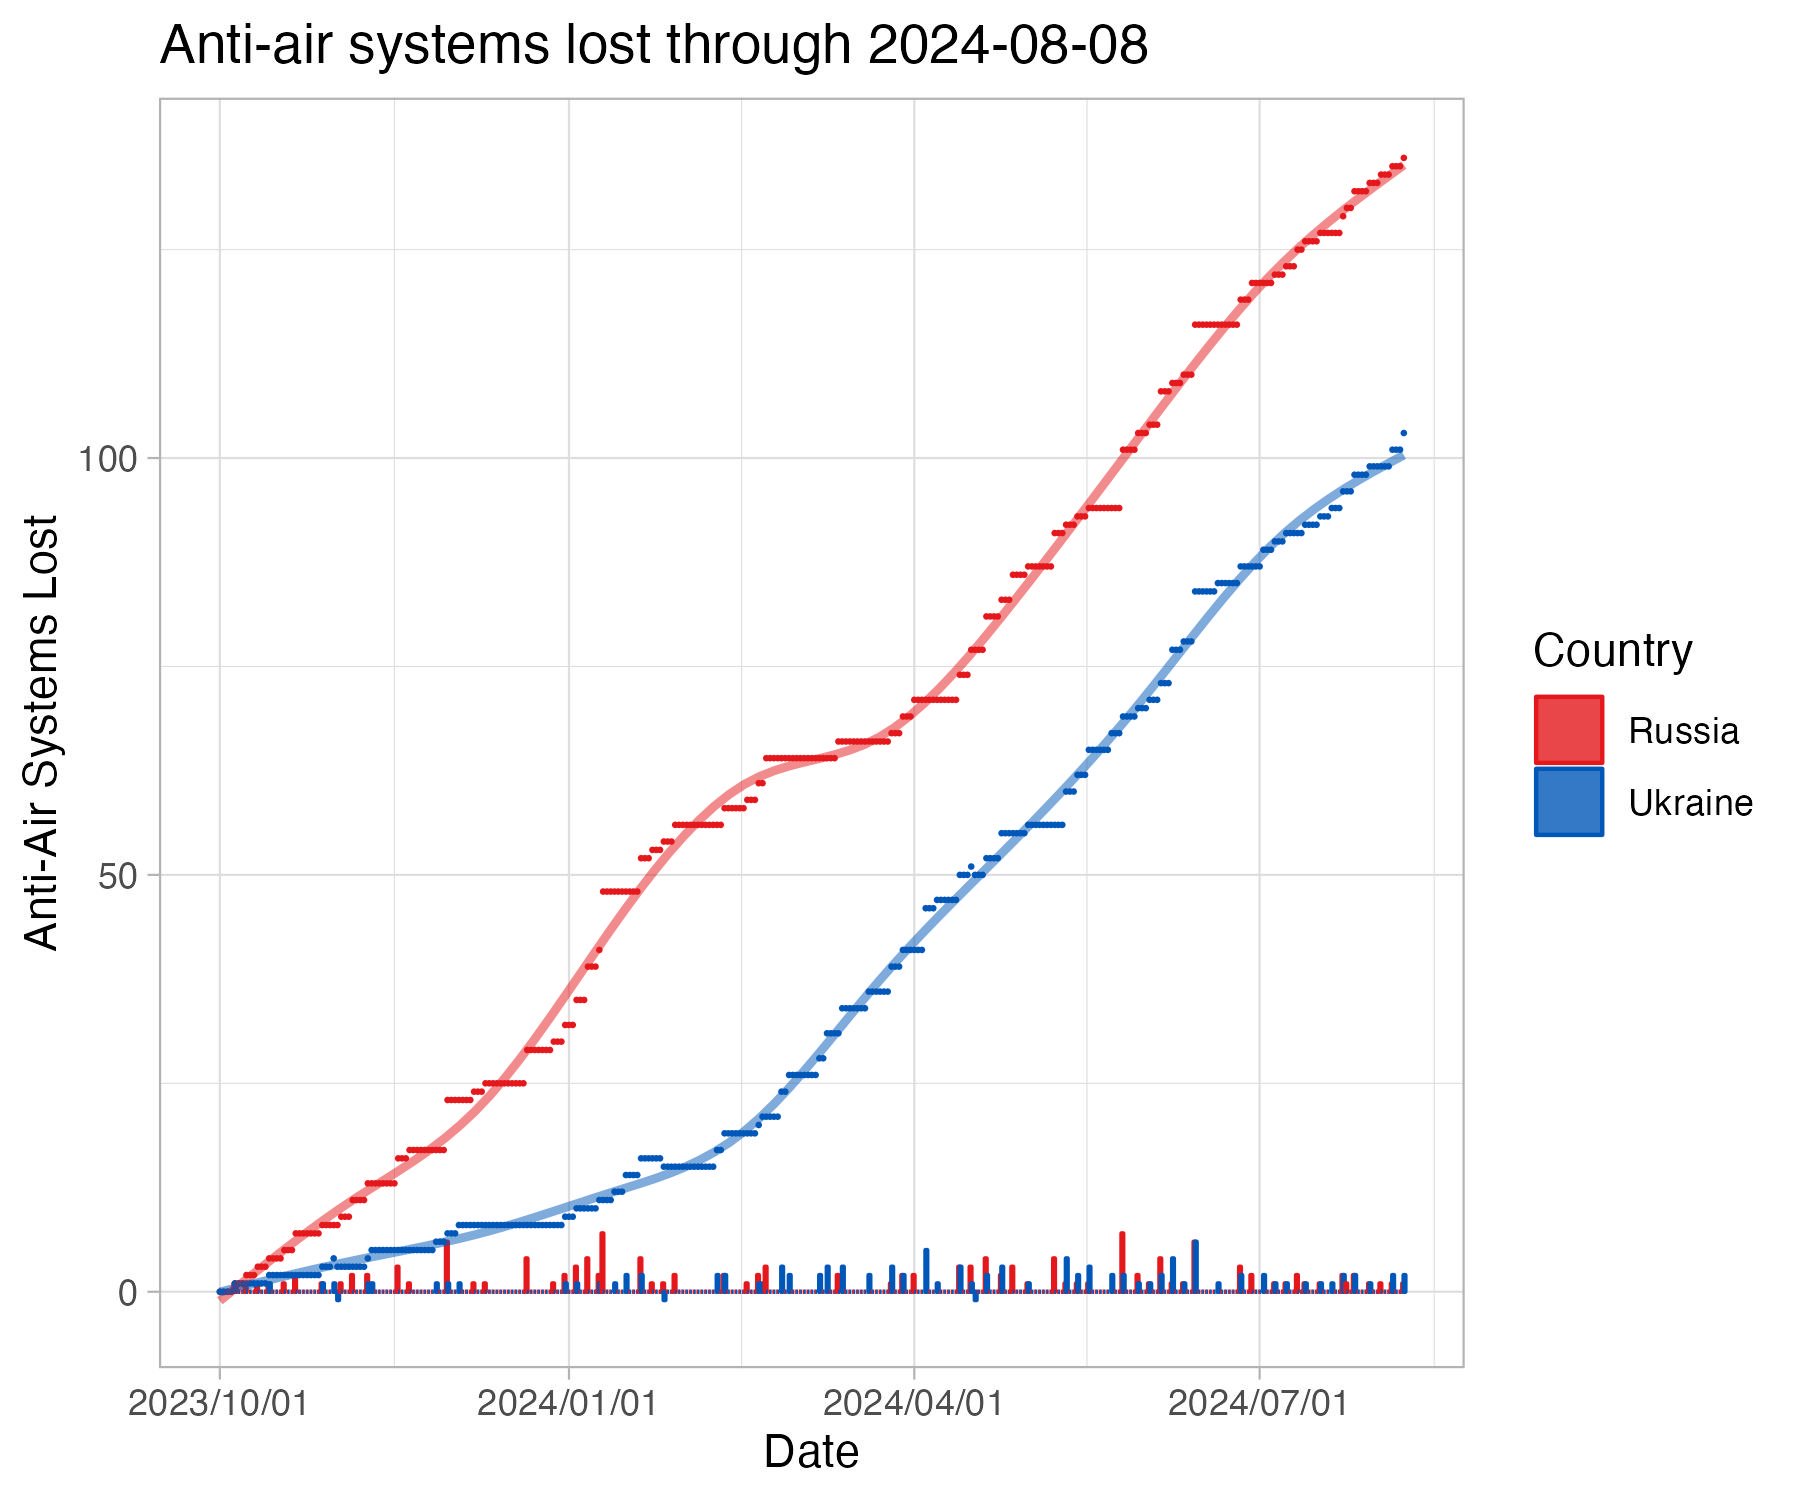 Anti-air systems lost through 2024-08-08
Anti-Air Systems Lost
100
50
0
2023/10/01
2024/01/01
2024/04/01
2024/07/01
Date
Country
Russia
Ukraine